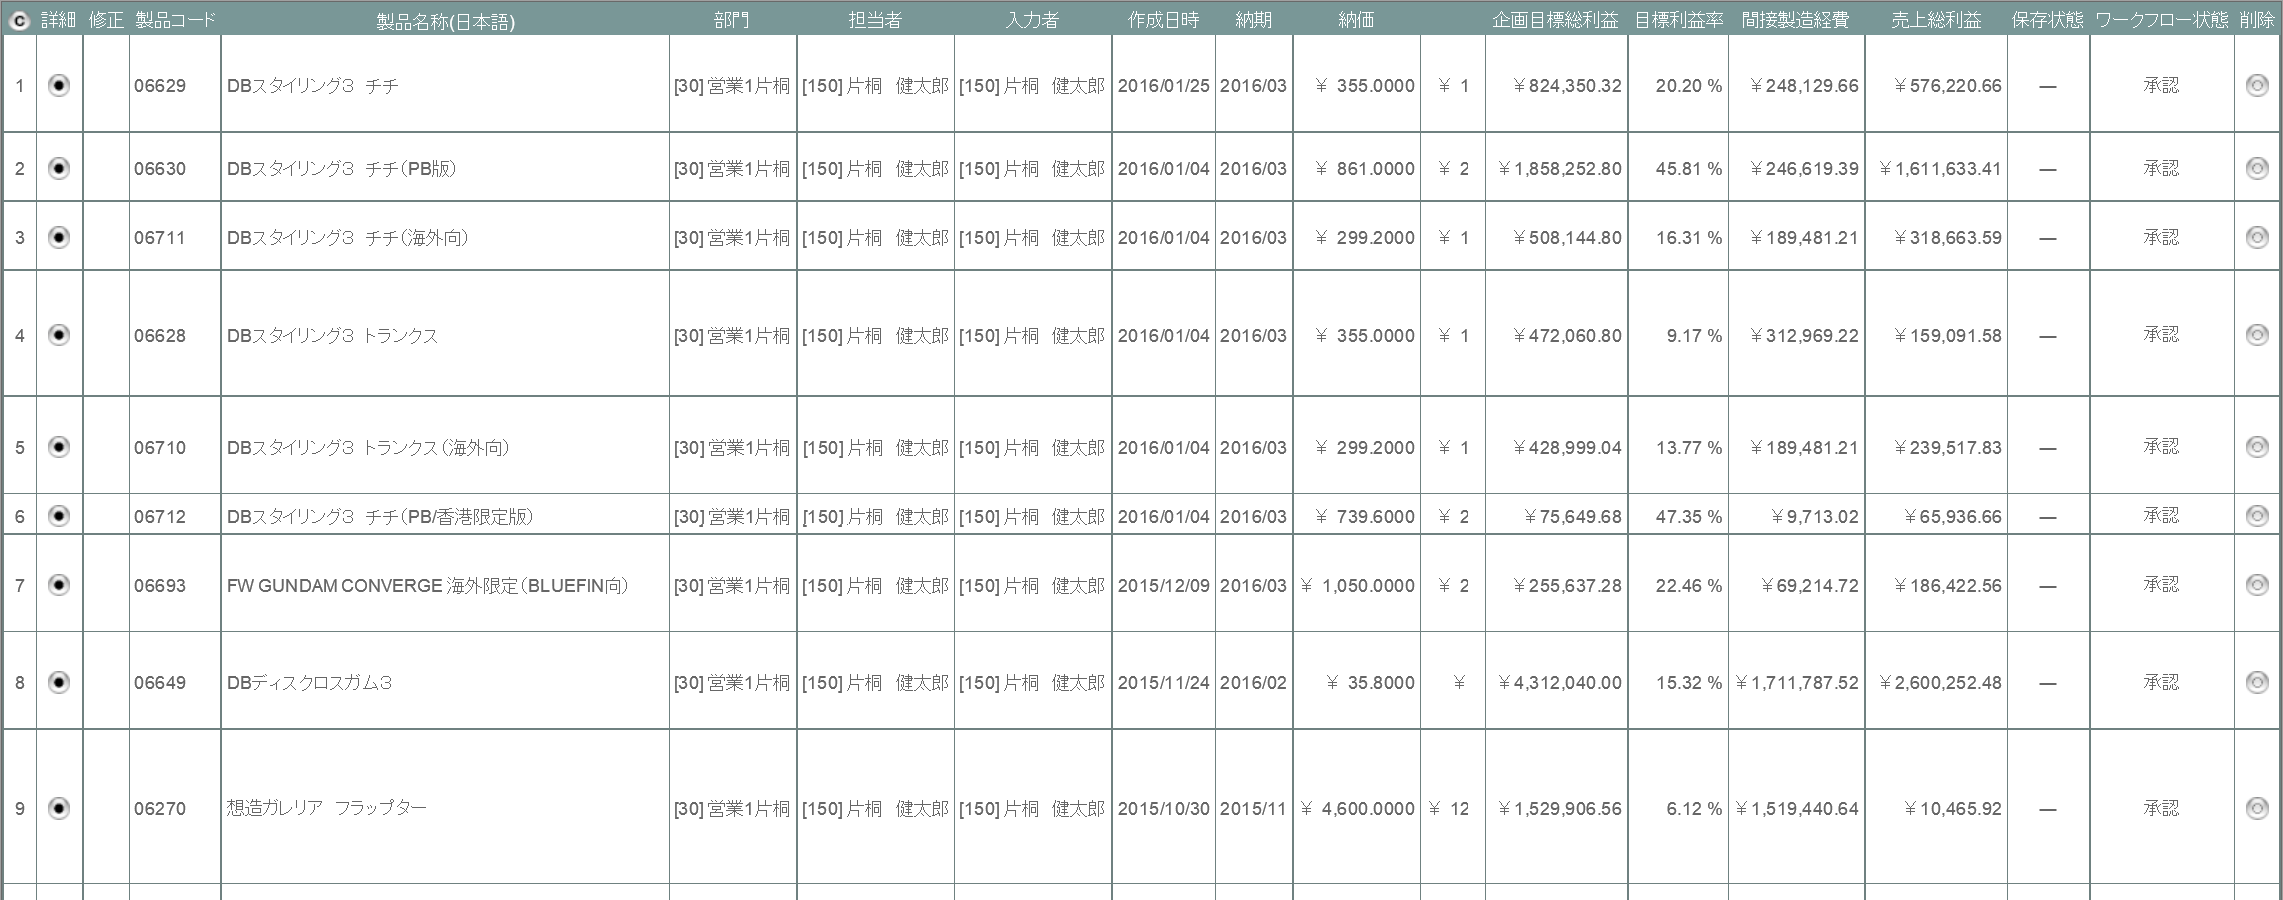 C 詳細 修正 製品コード 製品名称(日本語) 部門 担当者 入力者 作成日時 納期 納価 企画目標総利益 目標利益率 間接製造経費 売上総利益 保存状態 ワークフロー状態 削除
1 06629 DBスタイリング3 チチ [30] 営業1片桐 [150] 片桐 健太郎 [150] 片桐 健太郎 2016/01/25 2016/03 ¥ 355.0000 ¥ 1 ¥824,350.32 20.20 % ¥248,129.66 ¥576,220.66 — 承認
2 06630 DBスタイリング3 チチ(PB版) [30] 営業1片桐 [150] 片桐 健太郎 [150] 片桐 健太郎 2016/01/04 2016/03 ¥ 861.0000 ¥ 2 ¥1,858,252.80 45.81 % ¥246,619.39 ¥1,611,633.41 — 承認
3 06711 DBスタイリング3 チチ(海外向) [30] 営業1片桐 [150] 片桐 健太郎 [150] 片桐 健太郎 2016/01/04 2016/03 ¥ 299.2000 ¥ 1 ¥508,144.80 16.31 % ¥189,481.21 ¥318,663.59 — 承認
4 06628 DBスタイリング3 トランクス [30] 営業1片桐 [150] 片桐 健太郎 [150] 片桐 健太郎 2016/01/04 2016/03 ¥ 355.0000 ¥ 1 ¥472,060.80 9.17 % ¥312,969.22 ¥159,091.58 — 承認
5 06710 DBスタイリング3 トランクス(海外向) [30] 営業1片桐 [150] 片桐 健太郎 [150] 片桐 健太郎 2016/01/04 2016/03 ¥ 299.2000 ¥ 1 ¥428,999.04 13.77 % ¥189,481.21 ¥239,517.83 — 承認
6 06712 DBスタイリング3 チチ(PB/香港限定版) [30] 営業1片桐 [150] 片桐 健太郎 [150] 片桐 健太郎 2016/01/04 2016/03 ¥ 739.6000 ¥ 2 ¥75,649.68 47.35 % ¥9,713.02 ¥65,936.66 — 承認
7 06693 FW GUNDAM CONVERGE 海外限定(BLUEFIN向) [30] 営業1片桐 [150] 片桐 健太郎 [150] 片桐 健太郎 2015/12/09 2016/03 ¥ 1,050.0000 ¥ 2 ¥255,637.28 22.46 % ¥69,214.72 ¥186,422.56 — 承認
8 06649 DBディスクロスガム3 [30] 営業1片桐 [150] 片桐 健太郎 [150] 片桐 健太郎 2015/11/24 2016/02 ¥ 35.8000 ¥ ¥4,312,040.00 15.32 % ¥1,711,787.52 ¥2,600,252.48 — 承認
9 06270 想造ガレリア フラップター [30] 営業1片桐 [150] 片桐 健太郎 [150] 片桐 健太郎 2015/10/30 2015/11 ¥ 4,600.0000 ¥ 12 ¥1,529,906.56 6.12 % ¥1,519,440.64 ¥10,465.92 — 承認